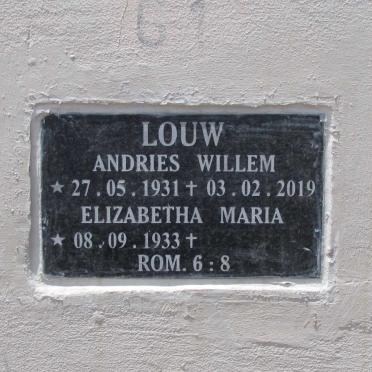 LOUW
ANDRIES WILLEM
★ 27.05.1931 ✝ 03.02.2019
ELIZABETHA MARIA
★ 08.09.1933 ✝
ROM. 6:8